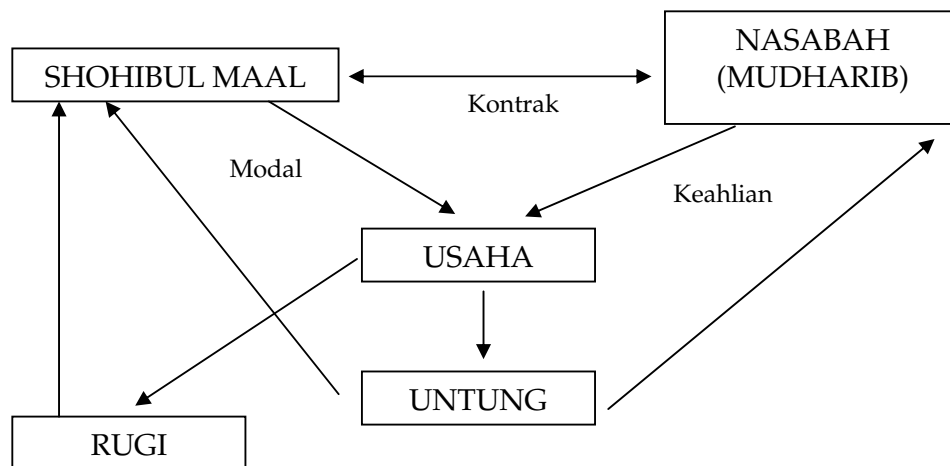 NASABAH
(MUDHARIB)
SHOHIBUL MAAL
Kontrak
Modal
Keahlian
USAHA
UNTUNG
RUGI